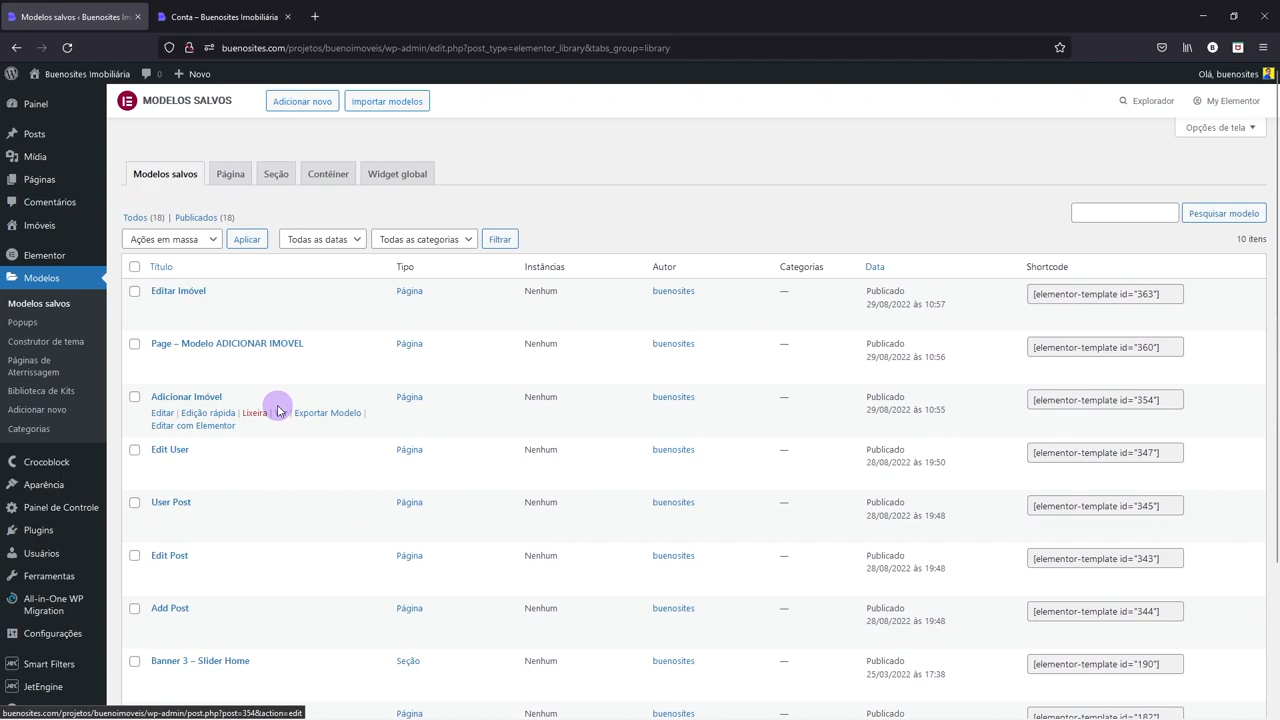 Modelos salvos ‹ Buenosites Im
Conta – Buenosites Imobiliária
buenosites.com/projetos/buenoimoveis/wp-admin/edit.php?post_type=elementor_library&tabs_group=library
Buenosites Imobiliária 0 Novo Olá, buenosites
Painel
Posts
Mídia
Páginas
Comentários
Imóveis
Elementor
Modelos
Modelos salvos
Popups
Construtor de tema
Páginas de
Aterrissagem
Biblioteca de Kits
Adicionar novo
Categorias
Crocoblock
Aparência
Painel de Controle
Plugins
Usuários
Ferramentas
All-in-One WP
Migration
Configurações
Smart Filters
JetEngine
MODELOS SALVOS Adicionar novo Importar modelos Explorador My Elementor
Opções de tela
Modelos salvos Página Seção Contêiner Widget global
Todos (18) | Publicados (18) Pesquisar modelo
Ações em massa Aplicar Todas as datas Todas as categorias Filtrar 10 itens
Título Tipo Instâncias Autor Categorias Data Shortcode
Editar Imóvel Página Nenhum buenosites — Publicado [elementor-template id="363"]
29/08/2022 às 10:57
Page – Modelo ADICIONAR IMOVEL Página Nenhum buenosites — Publicado [elementor-template id="360"]
29/08/2022 às 10:56
Adicionar Imóvel Página Nenhum buenosites — Publicado [elementor-template id="354"]
29/08/2022 às 10:55
Editar | Edição rápida | Lixeira | Exportar Modelo |
Editar com Elementor
Edit User Página Nenhum buenosites — Publicado [elementor-template id="347"]
28/08/2022 às 19:50
User Post Página Nenhum buenosites — Publicado [elementor-template id="345"]
28/08/2022 às 19:48
Edit Post Página Nenhum buenosites — Publicado [elementor-template id="343"]
28/08/2022 às 19:48
Add Post Página Nenhum buenosites — Publicado [elementor-template id="344"]
28/08/2022 às 19:48
Banner 3 – Slider Home Seção Nenhum buenosites — Publicado [elementor-template id="190"]
25/03/2022 às 17:38
Página Nenhum buenosites — Publicado [elementor-template id="182"]
buenosites.com/projetos/buenoimoveis/wp-admin/post.php?post=354&action=edit